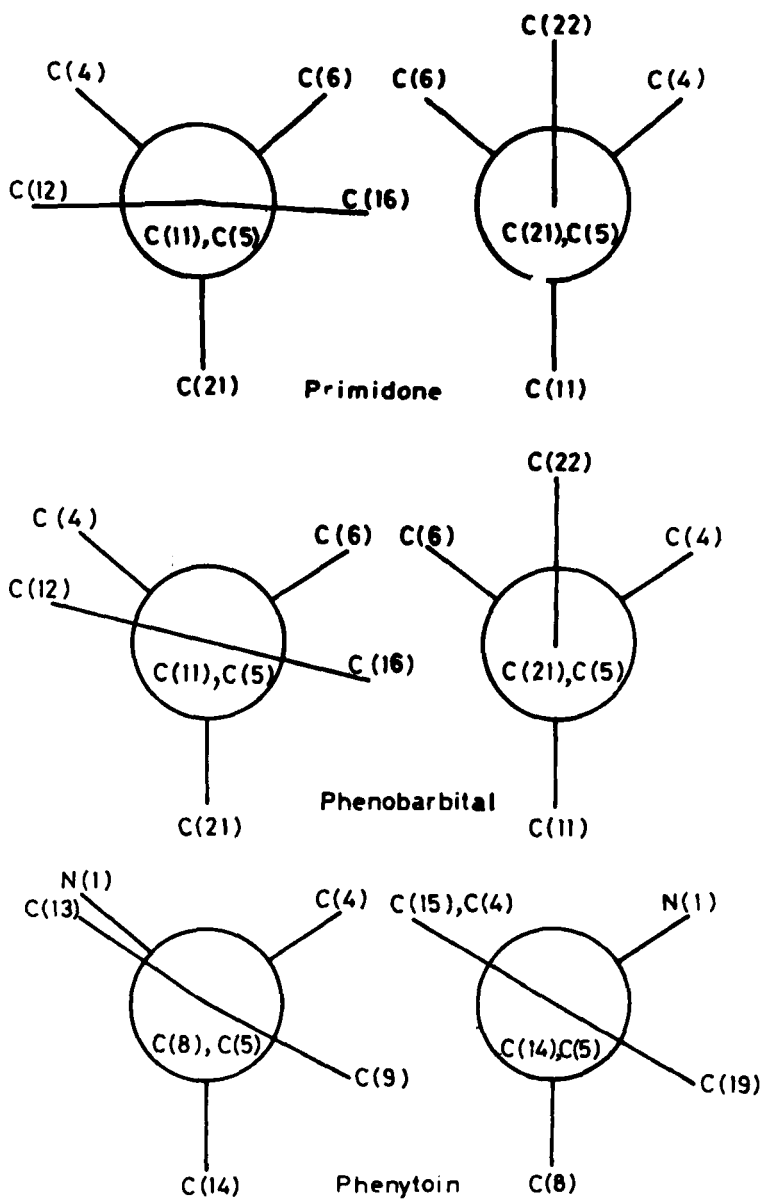 C(22)
C(4) C(6) C(6) C(4)
C(12) C(16)
C(11),C(5) C(21),C(5)
C(21) Primidone C(11)
C(22)
C(4) C(6) C(6) C(4)
C(12)
C(11),C(5) C(16) C(21),C(5)
Phenobarbital
C(21) C(11)
N(1) C(4) C(15),C(4) N(1)
C(13)
C(8),C(5) C(14),C(5)
C(9) C(19)
C(14) Phenytoin C(8)